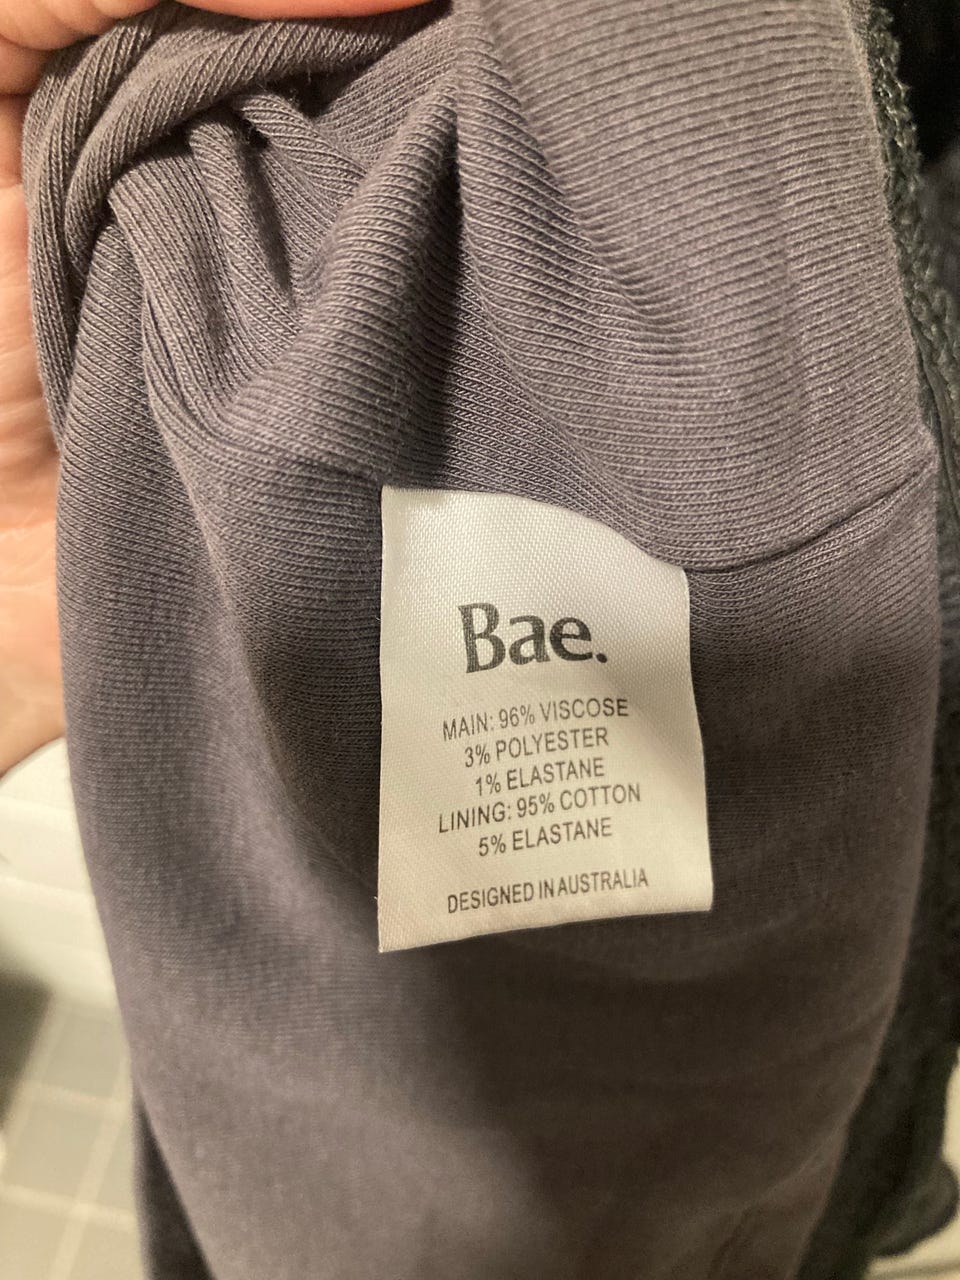 Bae.
MAIN: 96% VISCOSE
3% POLYESTER
1% ELASTANE
LINING: 95% COTTON
5% ELASTANE
DESIGNED IN AUSTRALIA